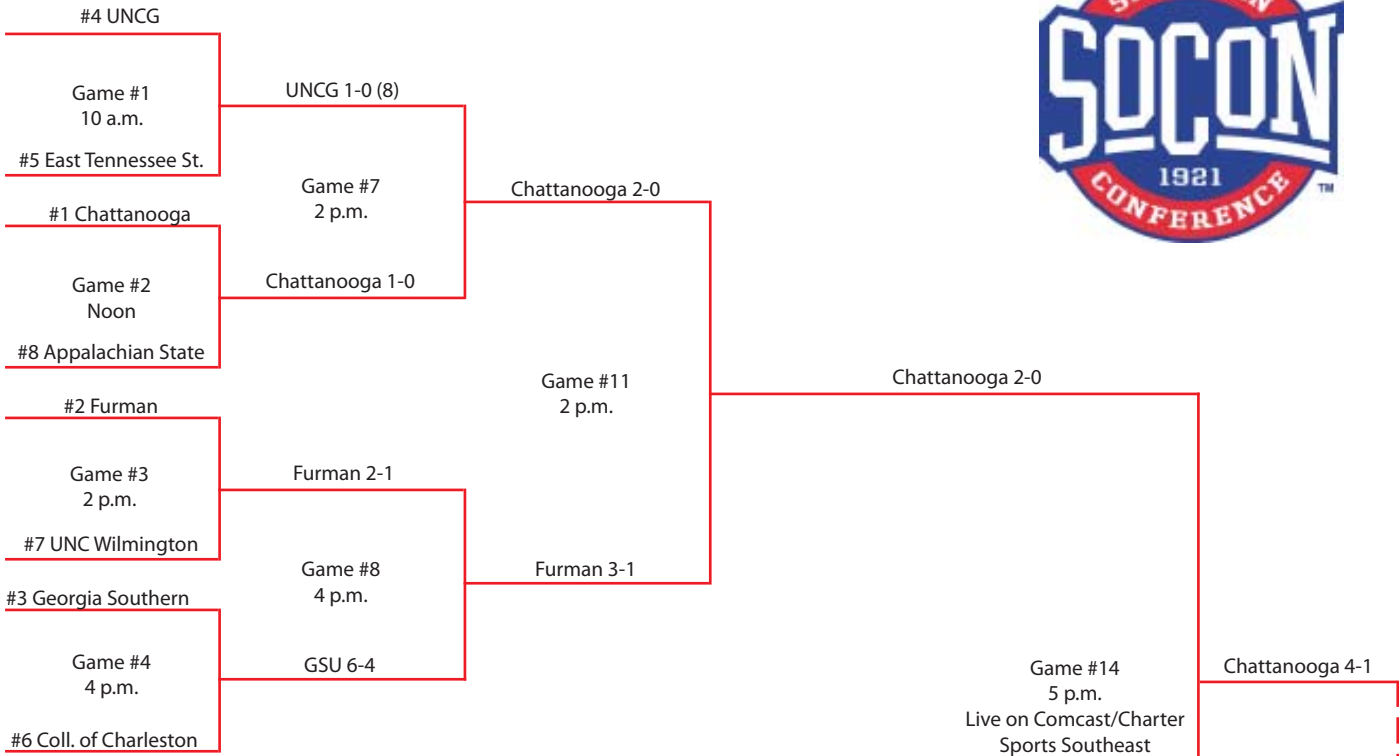 #4 UNCG
Game #1
10 a.m.
#5 East Tennessee St.
UNCG 1-0 (8)
#1 Chattanooga
Game #2
Noon
#8 Appalachian State
Game #7
2 p.m.
Chattanooga 1-0
Chattanooga 2-0
#2 Furman
Game #3
2 p.m.
#7 UNC Wilmington
Furman 2-1
#3 Georgia Southern
Game #4
4 p.m.
#6 Coll. of Charleston
Game #8
4 p.m.
GSU 6-4
Furman 3-1
Game #11
2 p.m.
Chattanooga 2-0
Game #14
5 p.m.
Live on Comcast/Charter
Sports Southeast
Chattanooga 4-1
SOCON
1921
CONFERENCE
TM